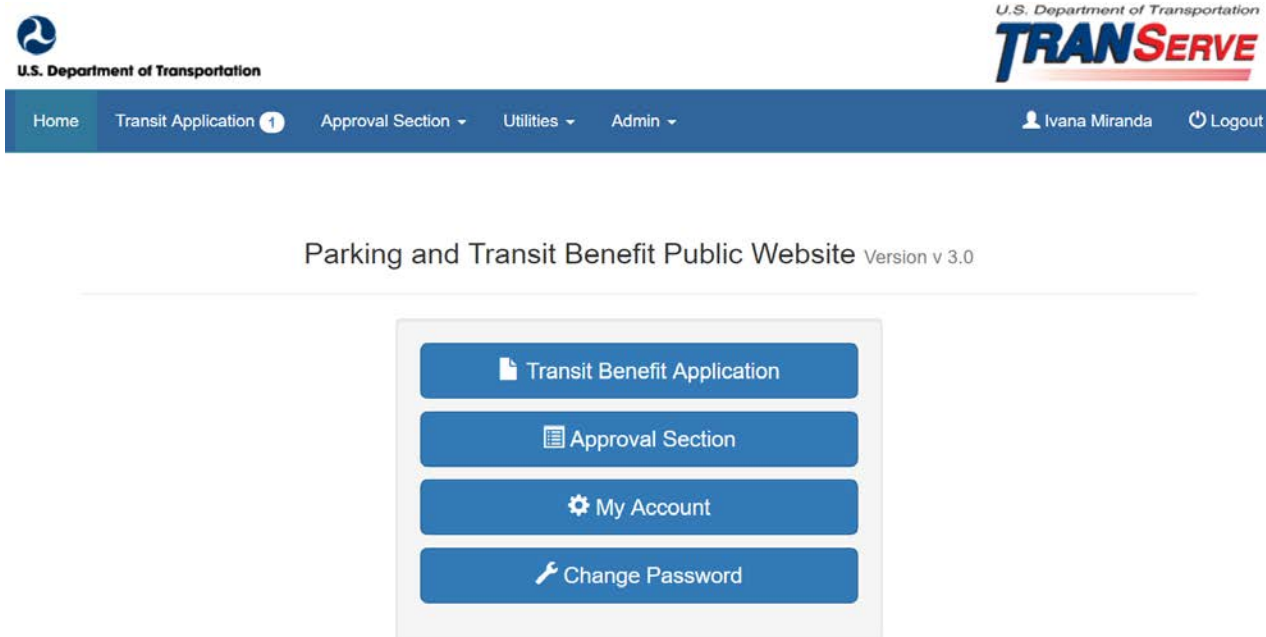 U.S. Department of Transportation
TRANSERVE
U.S. Department of Transportation
Home Transit Application 1 Approval Section Utilities Admin Ivana Miranda Logout
Parking and Transit Benefit Public Website Version v 3.0
Transit Benefit Application
Approval Section
My Account
Change Password